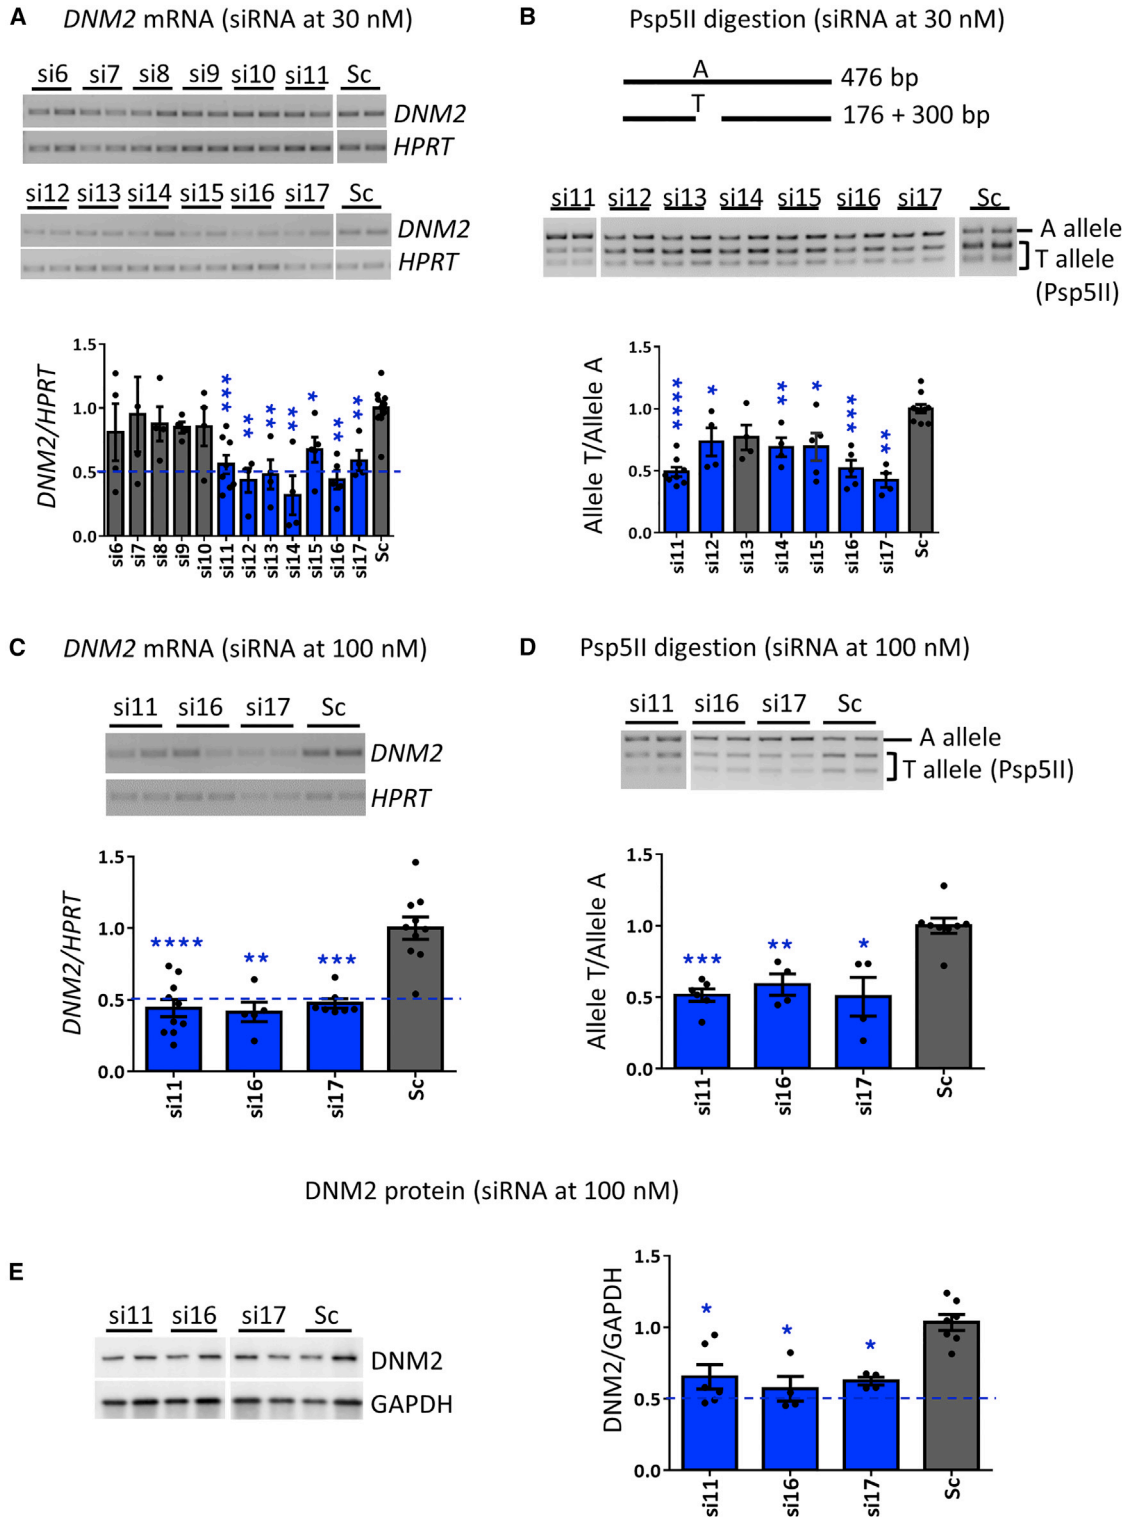 A DNM2 mRNA (siRNA at 30 nM)
si6 si7 si8 si9 si10 si11 Sc
DNM2
HPRT
si12 si13 si14 si15 si16 si17 Sc
DNM2
HPRT
DNM2/HPRT
1.5
1.0
0.5
0.0
*** ** ** ** * ** **
si6 si7 si8 si9 si10 si11 si12 si13 si14 si15 si16 si17 Sc
B Psp5II digestion (siRNA at 30 nM)
A
476 bp
T
176 + 300 bp
si11 si12 si13 si14 si15 si16 si17 Sc
A allele
T allele
(Psp5II)
Allele T/Allele A
1.5
1.0
0.5
0.0
**** * ** * *** **
si11 si12 si13 si14 si15 si16 si17 Sc
C DNM2 mRNA (siRNA at 100 nM)
si11 si16 si17 Sc
DNM2
HPRT
DNM2/HPRT
1.5
1.0
0.5
0.0
**** ** ***
si11 si16 si17 Sc
D Psp5II digestion (siRNA at 100 nM)
si11 si16 si17 Sc
A allele
T allele (Psp5II)
Allele T/Allele A
1.5
1.0
0.5
0.0
*** ** *
si11 si16 si17 Sc
DNM2 protein (siRNA at 100 nM)
E
si11 si16 si17 Sc
DNM2
GAPDH
DNM2/GAPDH
1.5
1.0
0.5
0.0
* * *
si11 si16 si17 Sc